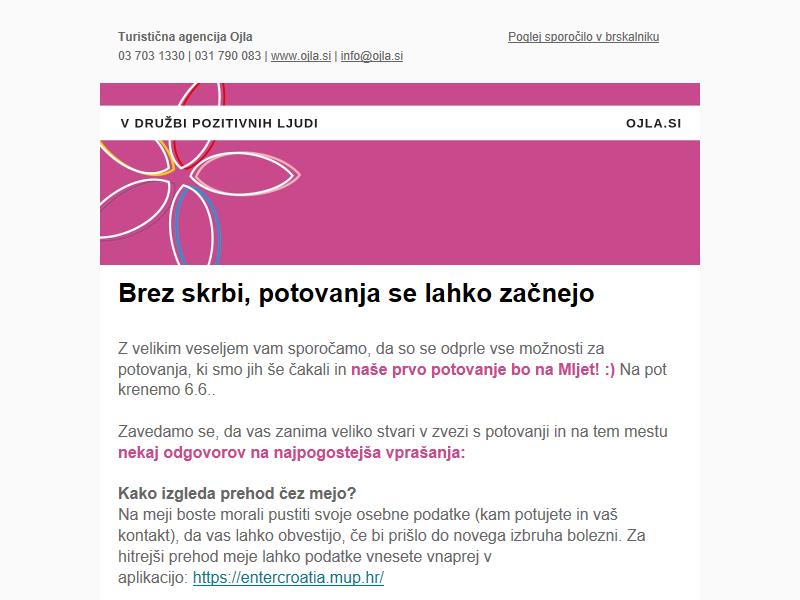 Turistična agencija Ojla
Poglej sporočilo v brskalniku
03 703 1330 | 031 790 083 | www.ojla.si | info@ojla.si
V DRUŽBI POZITIVNIH LJUDI
OJLA.SI
Brez skrbi, potovanja se lahko začnejo
Z velikim veseljem vam sporočamo, da so se odprle vse možnosti za
potovanja, ki smo jih še čakali in naše prvo potovanje bo na Mljet! :) Na pot
krenemo 6.6..
Zavedamo se, da vas zanima veliko stvari v zvezi s potovanji in na tem mestu
nekaj odgovorov na najpogostejša vprašanja:
Kako izgleda prehod čez mejo?
Na meji boste morali pustiti svoje osebne podatke (kam potujete in vaš
kontakt), da vas lahko obvestijo, če bi prišlo do novega izbruha bolezni. Za
hitrejši prehod meje lahko podatke vnesete vnaprej v
aplikacijo: https://entercroatia.mup.hr/